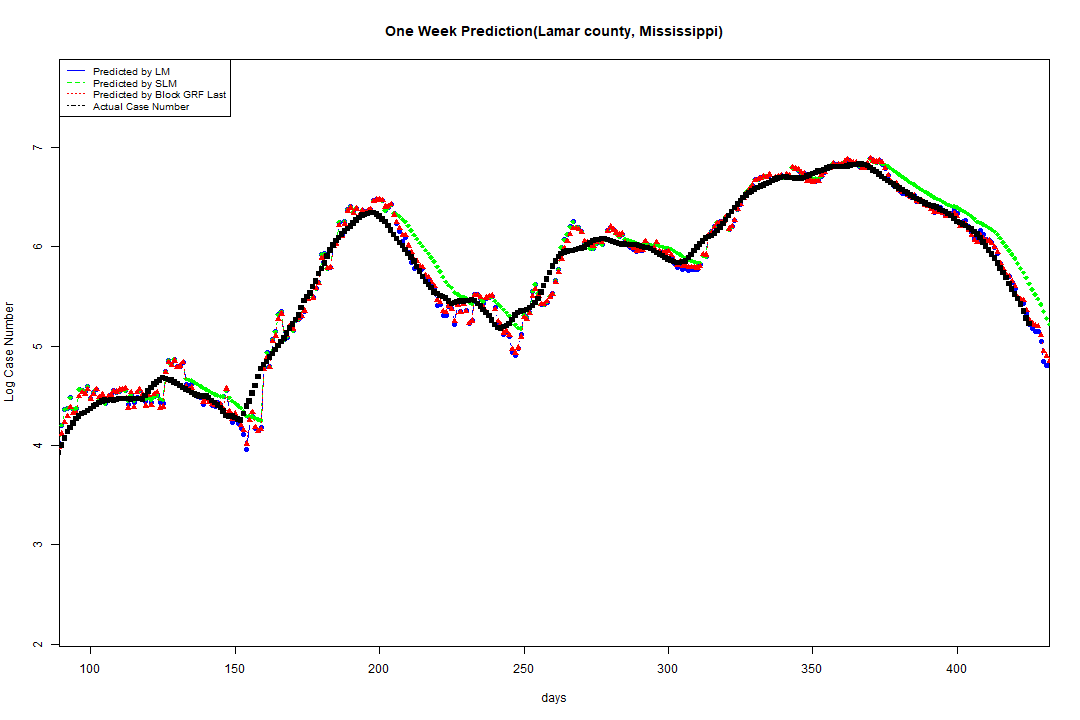 One Week Prediction(Lamar county, Mississippi)
Predicted by LM
Predicted by SLM
Predicted by Block GRF Last
Actual Case Number
7
6
5
4
3
2
Log Case Number
100 150 200 250 300 350 400
days